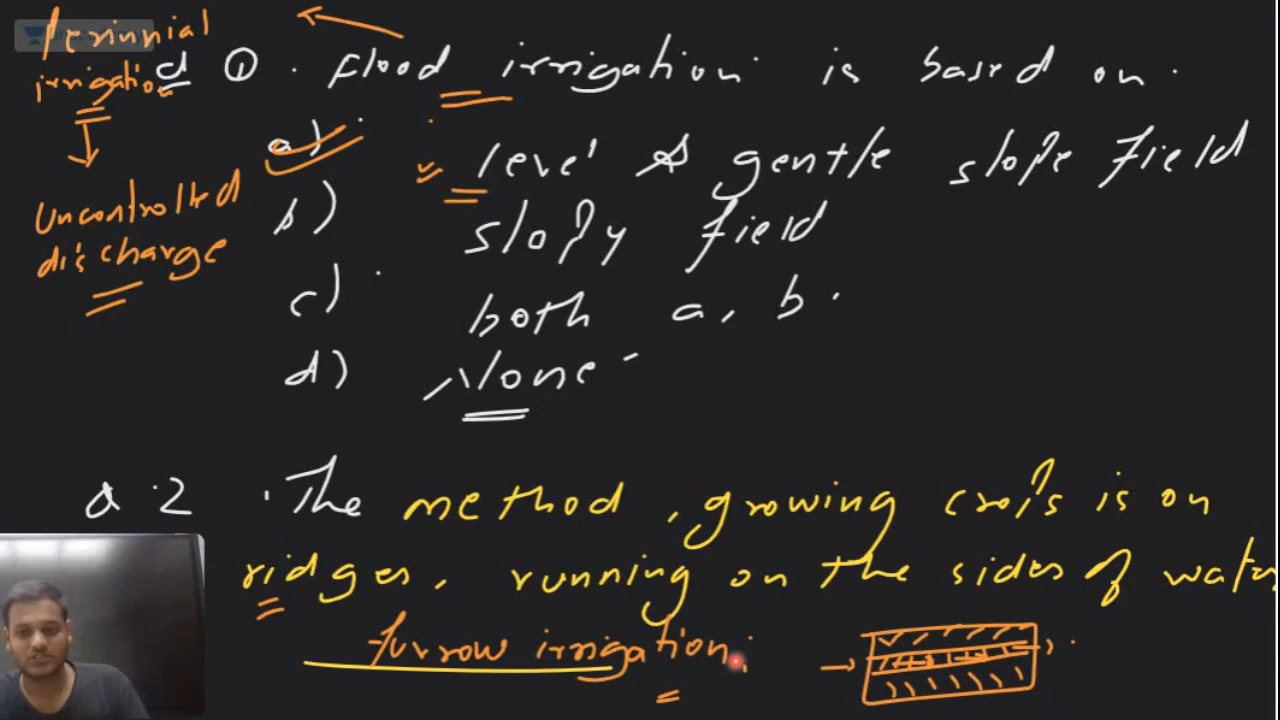 Perinnial
irrigation
Uncontrolled
discharge
Q ① . Flood irrigation is based on.
a) level & gentle slope field
b) slopy field
c) both a, b.
d) None
Q.2 . The method, growing crops is on
ridges, running on the sides of water
furrow irrigation